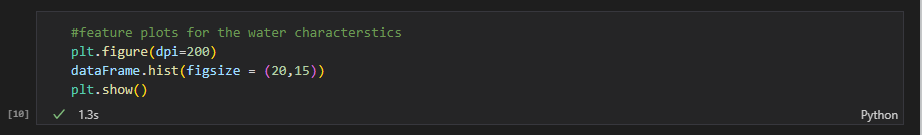 #feature plots for the water characterstics
plt.figure(dpi=200)
dataFrame.hist(figsize = (20,15))
plt.show()
[10] ✓ 1.3s Python